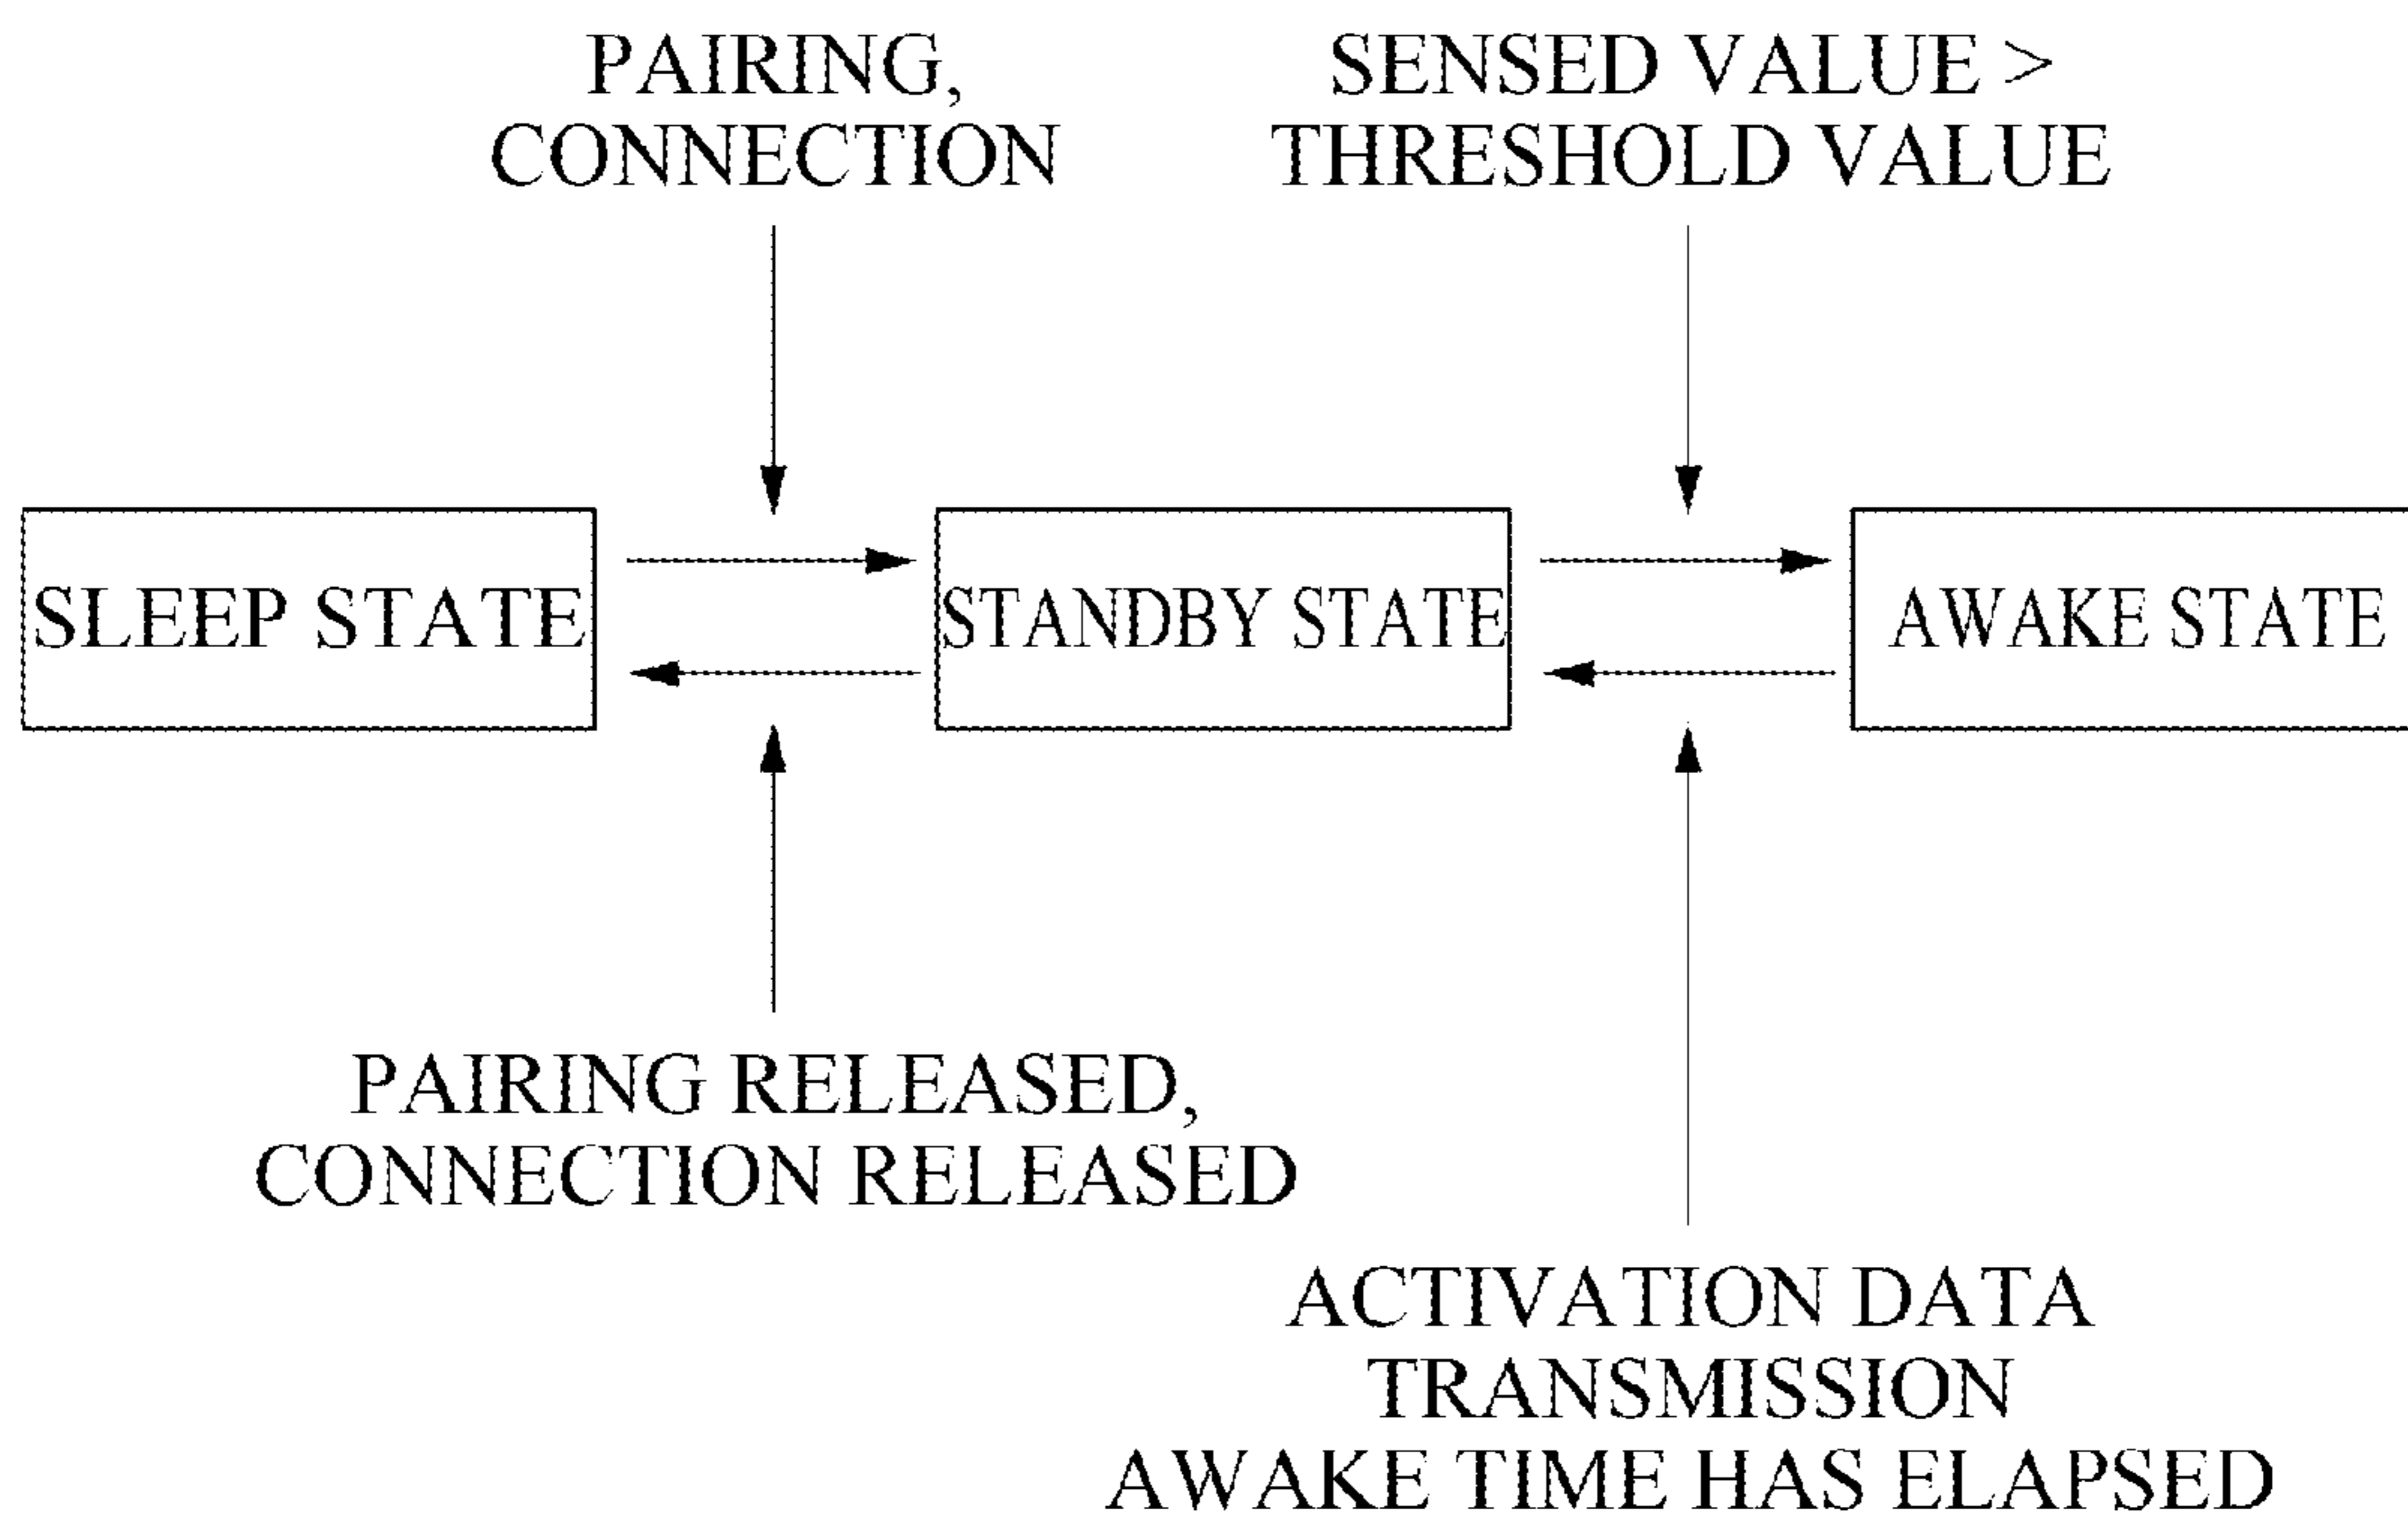 PAIRING,
CONNECTION
SENSED VALUE >
THRESHOLD VALUE
SLEEP STATE
STANDBY STATE
AWAKE STATE
PAIRING RELEASED,
CONNECTION RELEASED
ACTIVATION DATA
TRANSMISSION
AWAKE TIME HAS ELAPSED